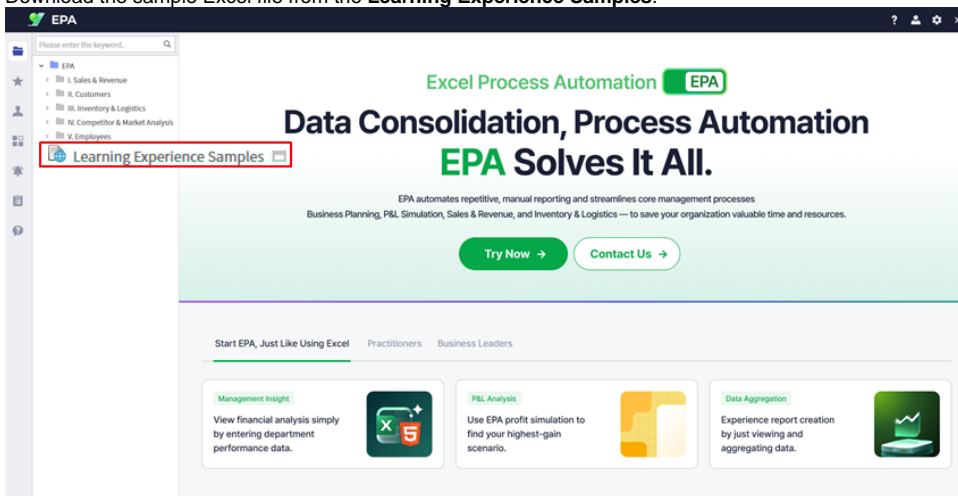 Download the sample Excel file from the Learning Experience Samples.
EPA
?
Please enter the keyword.
EPA
I. Sales & Revenue
II. Customers
III. Inventory & Logistics
IV. Competitor & Market Analysis
V. Employees
Learning Experience Samples
Excel Process Automation EPA
Data Consolidation, Process Automation
EPA Solves It All.
EPA automates repetitive, manual reporting and streamlines core management processes
Business Planning, P&L Simulation, Sales & Revenue, and Inventory & Logistics — to save your organization valuable time and resources.
Try Now →
Contact Us →
Start EPA, Just Like Using Excel
Practitioners
Business Leaders
Management Insight
View financial analysis simply
by entering department
performance data.
X 5
P&L Analysis
Use EPA profit simulation to
find your highest-gain
scenario.
Data Aggregation
Experience report creation
by just viewing and
aggregating data.